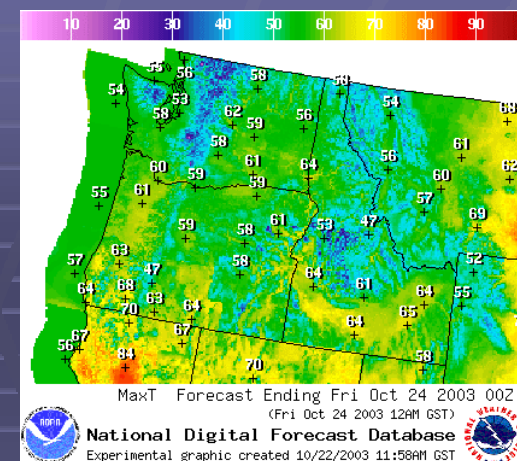 10 20 30 40 50 60 70 80 90
55 56 58 58
54 53 54 69
58 62 59 56 61
58 56
60 59 61 64 60 62
61 59 57
55 69
59 58 61 53 47
63 52
57 47 58 64 61 55
64 68 63 64 64
70 65
67 67 64
56 84 70 58
MaxT Forecast Ending Fri Oct 24 2003 00Z
(Fri Oct 24 2003 12AM GST)
National Digital Forecast Database
Experimental graphic created 10/22/2003 11:58AM GST
NOAA